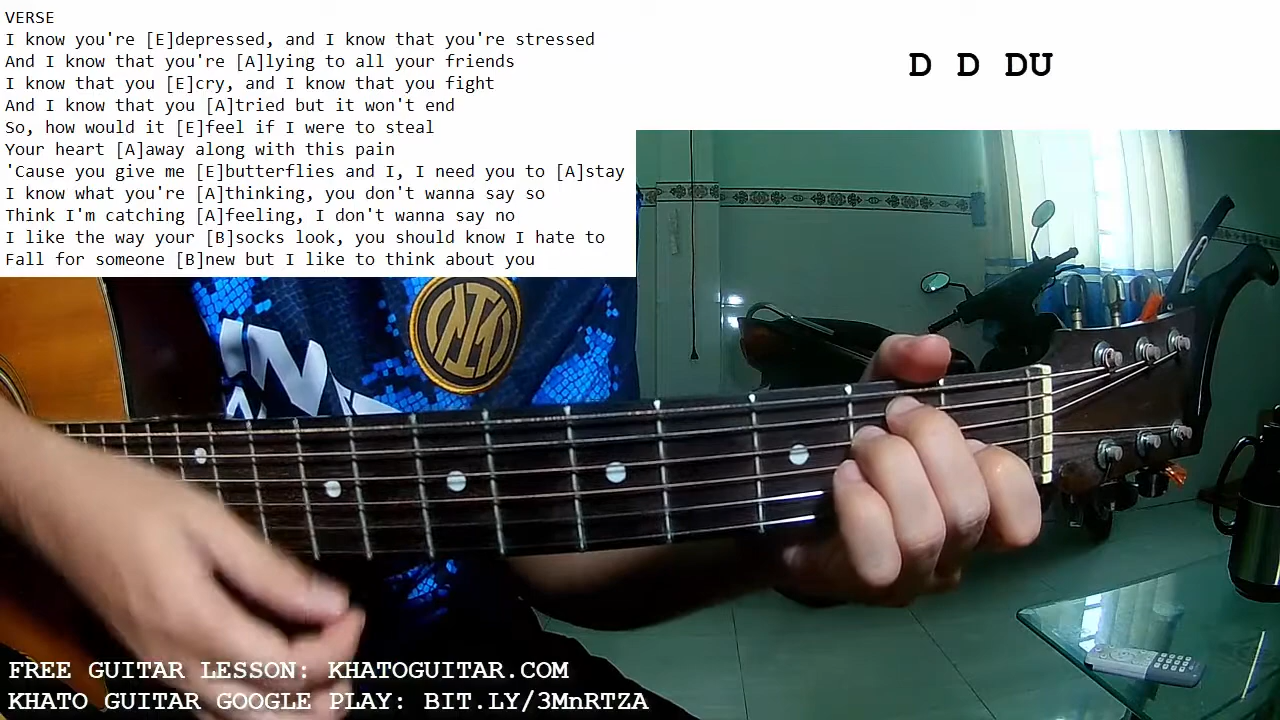 VERSE
I know you're [E]depressed, and I know that you're stressed
And I know that you're [A]lying to all your friends
I know that you [E]cry, and I know that you fight
And I know that you [A]tried but it won't end
So, how would it [E]feel if I were to steal
Your heart [A]away along with this pain
'Cause you give me [E]butterflies and I, I need you to [A]stay
I know what you're [A]thinking, you don't wanna say so
Think I'm catching [A]feeling, I don't wanna say no
I like the way your [B]socks look, you should know I hate to
Fall for someone [B]new but I like to think about you
D D DU
FREE GUITAR LESSON: KHATOGUITAR.COM
KHATO GUITAR GOOGLE PLAY: BIT.LY/3MnRTZA